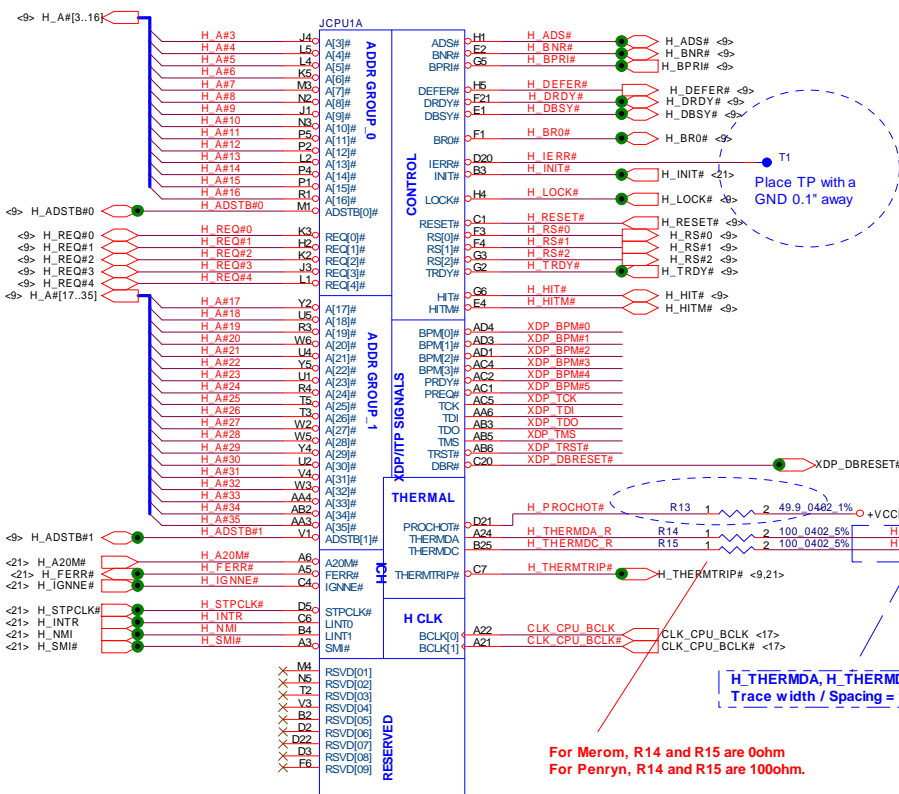 JCPU1A
<9> H_A#[3..16]
H_A#3 J4 A[3]#
H_A#4 L5 A[4]#
H_A#5 L4 A[5]#
H_A#6 K5 A[6]#
H_A#7 M3 A[7]#
H_A#8 N2 A[8]#
H_A#9 J1 A[9]#
H_A#10 N3 A[10]#
H_A#11 P5 A[11]#
H_A#12 P2 A[12]#
H_A#13 L2 A[13]#
H_A#14 P4 A[14]#
H_A#15 P1 A[15]#
H_A#16 R1 A[16]#
<9> H_ADSTB#0 H_ADSTB#0 M1 ADSTB[0]#
<9> H_REQ#0 H_REQ#0 K3 REQ[0]#
<9> H_REQ#1 H_REQ#1 H2 REQ[1]#
<9> H_REQ#2 H_REQ#2 K2 REQ[2]#
<9> H_REQ#3 H_REQ#3 J3 REQ[3]#
<9> H_REQ#4 H_REQ#4 L1 REQ[4]#
<9> H_A#[17..35]
H_A#17 Y2 A[17]#
H_A#18 U5 A[18]#
H_A#19 R3 A[19]#
H_A#20 W6 A[20]#
H_A#21 U4 A[21]#
H_A#22 Y5 A[22]#
H_A#23 U1 A[23]#
H_A#24 R4 A[24]#
H_A#25 T5 A[25]#
H_A#26 T3 A[26]#
H_A#27 W2 A[27]#
H_A#28 W5 A[28]#
H_A#29 Y4 A[29]#
H_A#30 U2 A[30]#
H_A#31 V4 A[31]#
H_A#32 W3 A[32]#
H_A#33 AA4 A[33]#
H_A#34 AB2 A[34]#
H_A#35 AA3 A[35]#
<9> H_ADSTB#1 H_ADSTB#1 V1 ADSTB[1]#
<21> H_A20M# H_A20M# A6 A20M#
<21> H_FERR# H_FERR# A5 FERR#
<21> H_IGNNE# H_IGNNE# C4 IGNNE#
<21> H_STPCLK# H_STPCLK# D5 STPCLK#
<21> H_INTR H_INTR C6 LINT0
<21> H_NMI H_NMI B4 LINT1
<21> H_SMI# H_SMI# A3 SMI#
M4 RSVD[01]
N5 RSVD[02]
T2 RSVD[03]
V3 RSVD[04]
B2 RSVD[05]
D2 RSVD[06]
D22 RSVD[07]
D3 RSVD[08]
F6 RSVD[09]
ADDR GROUP_0
ADDR GROUP_1
ICH
CONTROL
XDP/ITP SIGNALS
THERMAL
H CLK
RESERVED
ADS# H1 H_ADS# H_ADS# <9>
BNR# E2 H_BNR# H_BNR# <9>
BPRI# G5 H_BPRI# H_BPRI# <9>
DEFER# H5 H_DEFER# H_DEFER# <9>
DRDY# F21 H_DRDY# H_DRDY# <9>
DBSY# E1 H_DBSY# H_DBSY# <9>
BR0# F1 H_BR0# H_BR0# <9>
IERR# D20 H_IERR# T1
INIT# B3 H_INIT# H_INIT# <21>
LOCK# H4 H_LOCK# H_LOCK# <9>
RESET# C1 H_RESET# H_RESET# <9>
RS[0]# F3 H_RS#0 H_RS#0 <9>
RS[1]# F4 H_RS#1 H_RS#1 <9>
RS[2]# G3 H_RS#2 H_RS#2 <9>
TRDY# G2 H_TRDY# H_TRDY# <9>
HIT# G6 H_HIT# H_HIT# <9>
HITM# E4 H_HITM# H_HITM# <9>
Place TP with a
GND 0.1" away
BPM[0]# AD4 XDP_BPM#0
BPM[1]# AD3 XDP_BPM#1
BPM[2]# AD1 XDP_BPM#2
BPM[3]# AC4 XDP_BPM#3
PRDY# AC2 XDP_BPM#4
PREQ# AC1 XDP_BPM#5
TCK AC5 XDP_TCK
TDI AA6 XDP_TDI
TDO AB3 XDP_TDO
TMS AB5 XDP_TMS
TRST# AB6 XDP_TRST#
DBR# C20 XDP_DBRESET# XDP_DBRESET#
PROCHOT# D21 H_PROCHOT# R13 1 2 49.9_0402_1% +VCC
THERMDA A24 H_THERMDA_R R14 1 2 100_0402_5% H
THERMDC B25 H_THERMDC_R R15 1 2 100_0402_5% H
THERMTRIP# C7 H_THERMTRIP# H_THERMTRIP# <9,21>
BCLK[0] A22 CLK_CPU_BCLK CLK_CPU_BCLK <17>
BCLK[1] A21 CLK_CPU_BCLK# CLK_CPU_BCLK# <17>
H_THERMDA, H_THERMD
Trace width / Spacing =
For Merom, R14 and R15 are 0ohm
For Penryn, R14 and R15 are 100ohm.